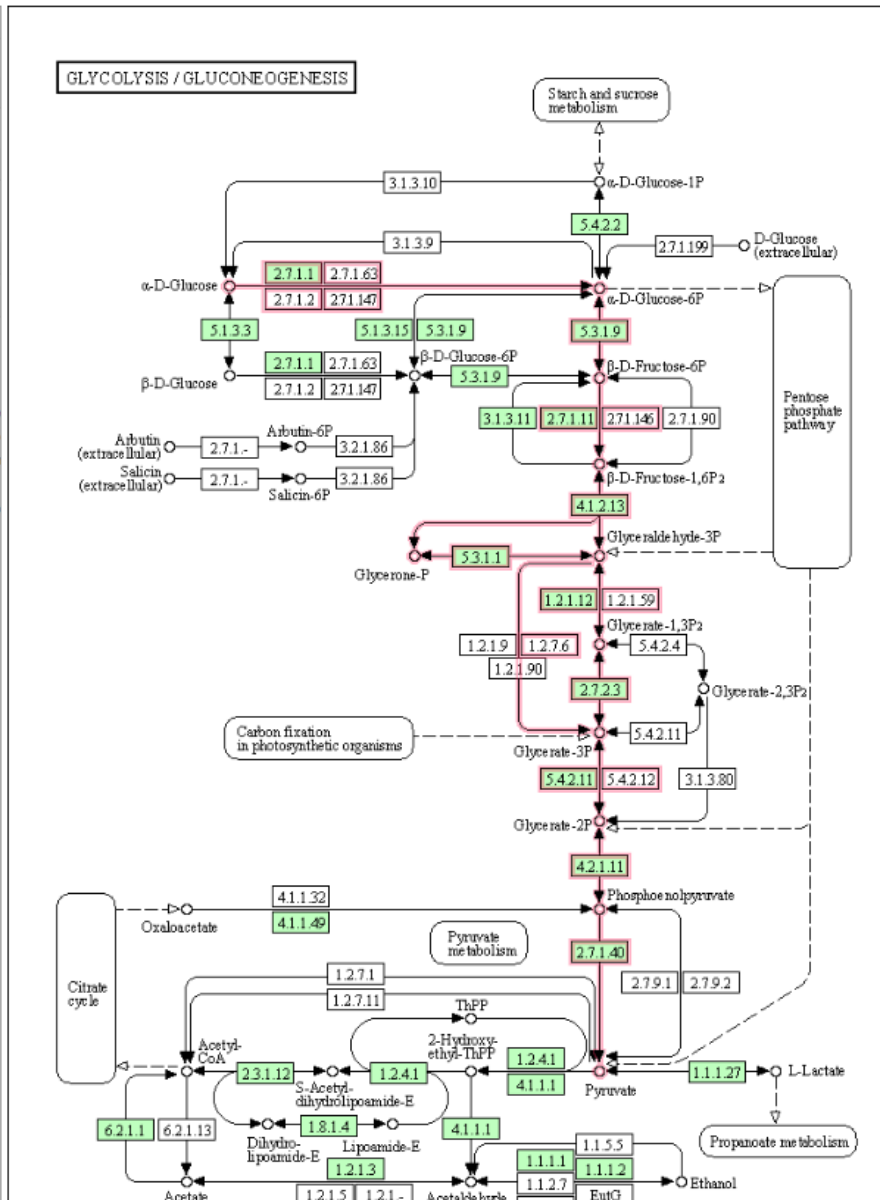 GLYCOLYSIS / GLUCONEOGENESIS
Starch and sucrose
metabolism
3.1.3.10
α-D-Glucose-1P
5.4.2.2
3.1.3.9
2.7.1.199
D-Glucose
(extracellular)
2.7.1.1
2.7.1.63
α-D-Glucose
2.7.1.2
2.7.1.147
α-D-Glucose-6P
5.1.3.3
5.1.3.15
5.3.1.9
5.3.1.9
2.7.1.1
2.7.1.63
β-D-Glucose-6P
β-D-Fructose-6P
β-D-Glucose
2.7.1.2
2.7.1.147
5.3.1.9
Pentose
phosphate
pathway
3.1.3.11
2.7.1.11
2.7.1.146
2.7.1.90
Arbutin
(extracellular)
2.7.1.-
Arbutin-6P
3.2.1.86
Salicin
(extracellular)
2.7.1.-
Salicin-6P
3.2.1.86
β-D-Fructose-1,6P2
4.1.2.13
Glyceraldehyde-3P
Glycerone-P
5.3.1.1
1.2.1.12
1.2.1.59
Glycerate-1,3P2
1.2.1.9
1.2.7.6
1.2.1.90
5.4.2.4
2.7.2.3
Glycerate-2,3P2
Carbon fixation
in photosynthetic organisms
Glycerate-3P
5.4.2.11
5.4.2.11
5.4.2.12
3.1.3.80
Glycerate-2P
4.2.1.11
4.1.1.32
Phosphoenolpyruvate
Oxaloacetate
4.1.1.49
Pyruvate
metabolism
2.7.1.40
Citrate
cycle
1.2.7.1
2.7.9.1
2.7.9.2
1.2.7.11
ThPP
Acetyl-
CoA
2-Hydroxy-
ethyl-ThPP
1.2.4.1
2.3.1.12
1.2.4.1
4.1.1.1
1.1.1.27
L-Lactate
S-Acetyl-
dihydrolipoamide-E
Pyruvate
6.2.1.1
6.2.1.13
1.8.1.4
4.1.1.1
Dihydro-
lipoamide-E
Lipoamide-E
Propanoate metabolism
1.1.5.5
1.2.1.3
1.1.1.1
1.1.1.2
Acetate
1.2.1.5
1.2.1.-
Acetaldehyde
1.1.2.7
EutG
Ethanol